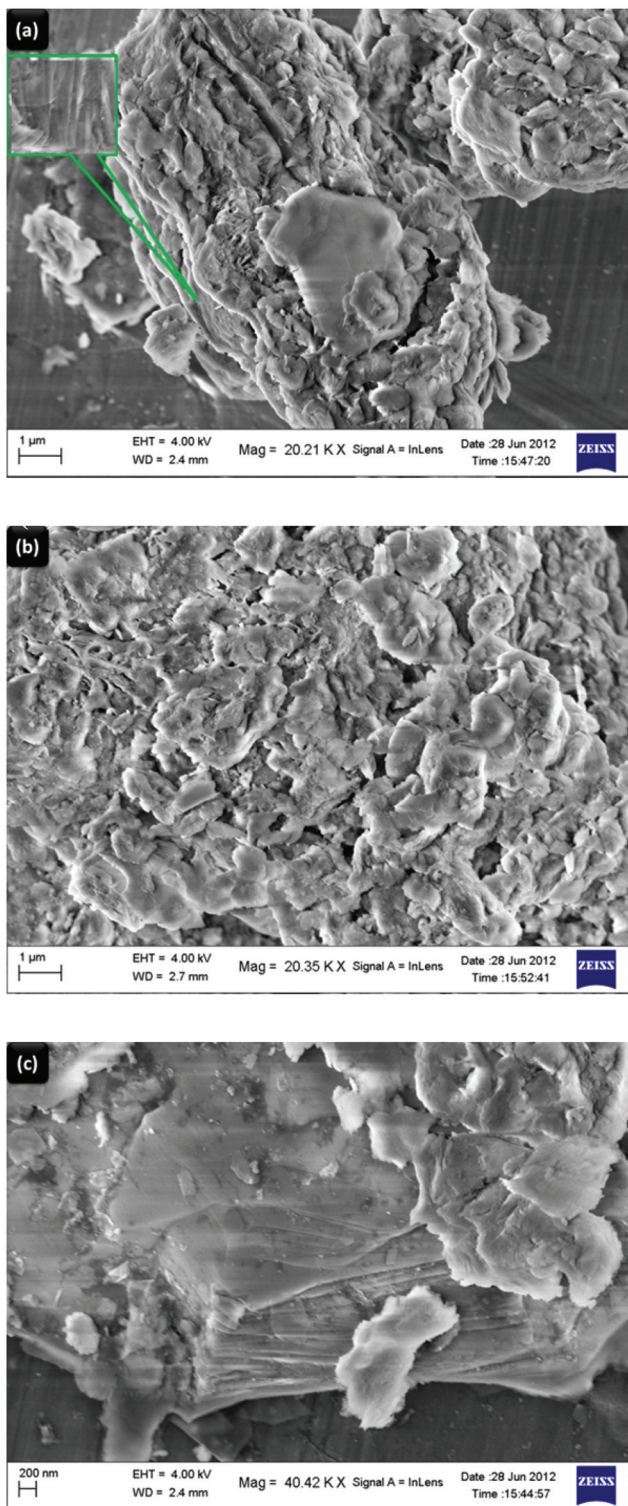 (a)
1 µm
EHT = 4.00 kV
WD = 2.4 mm
Mag = 20.21 K X Signal A = InLens
Date :28 Jun 2012
Time :15:47:20
ZEISS
(b)
1 µm
EHT = 4.00 kV
WD = 2.7 mm
Mag = 20.35 K X Signal A = InLens
Date :28 Jun 2012
Time :15:52:41
ZEISS
(c)
200 nm
EHT = 4.00 kV
WD = 2.4 mm
Mag = 40.42 K X Signal A = InLens
Date :28 Jun 2012
Time :15:44:57
ZEISS